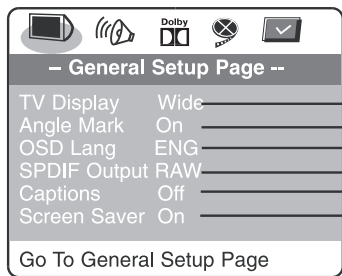 Dolby
– General Setup Page --
TV Display Wide
Angle Mark On
OSD Lang ENG
SPDIF Output RAW
Captions Off
Screen Saver On
Go To General Setup Page